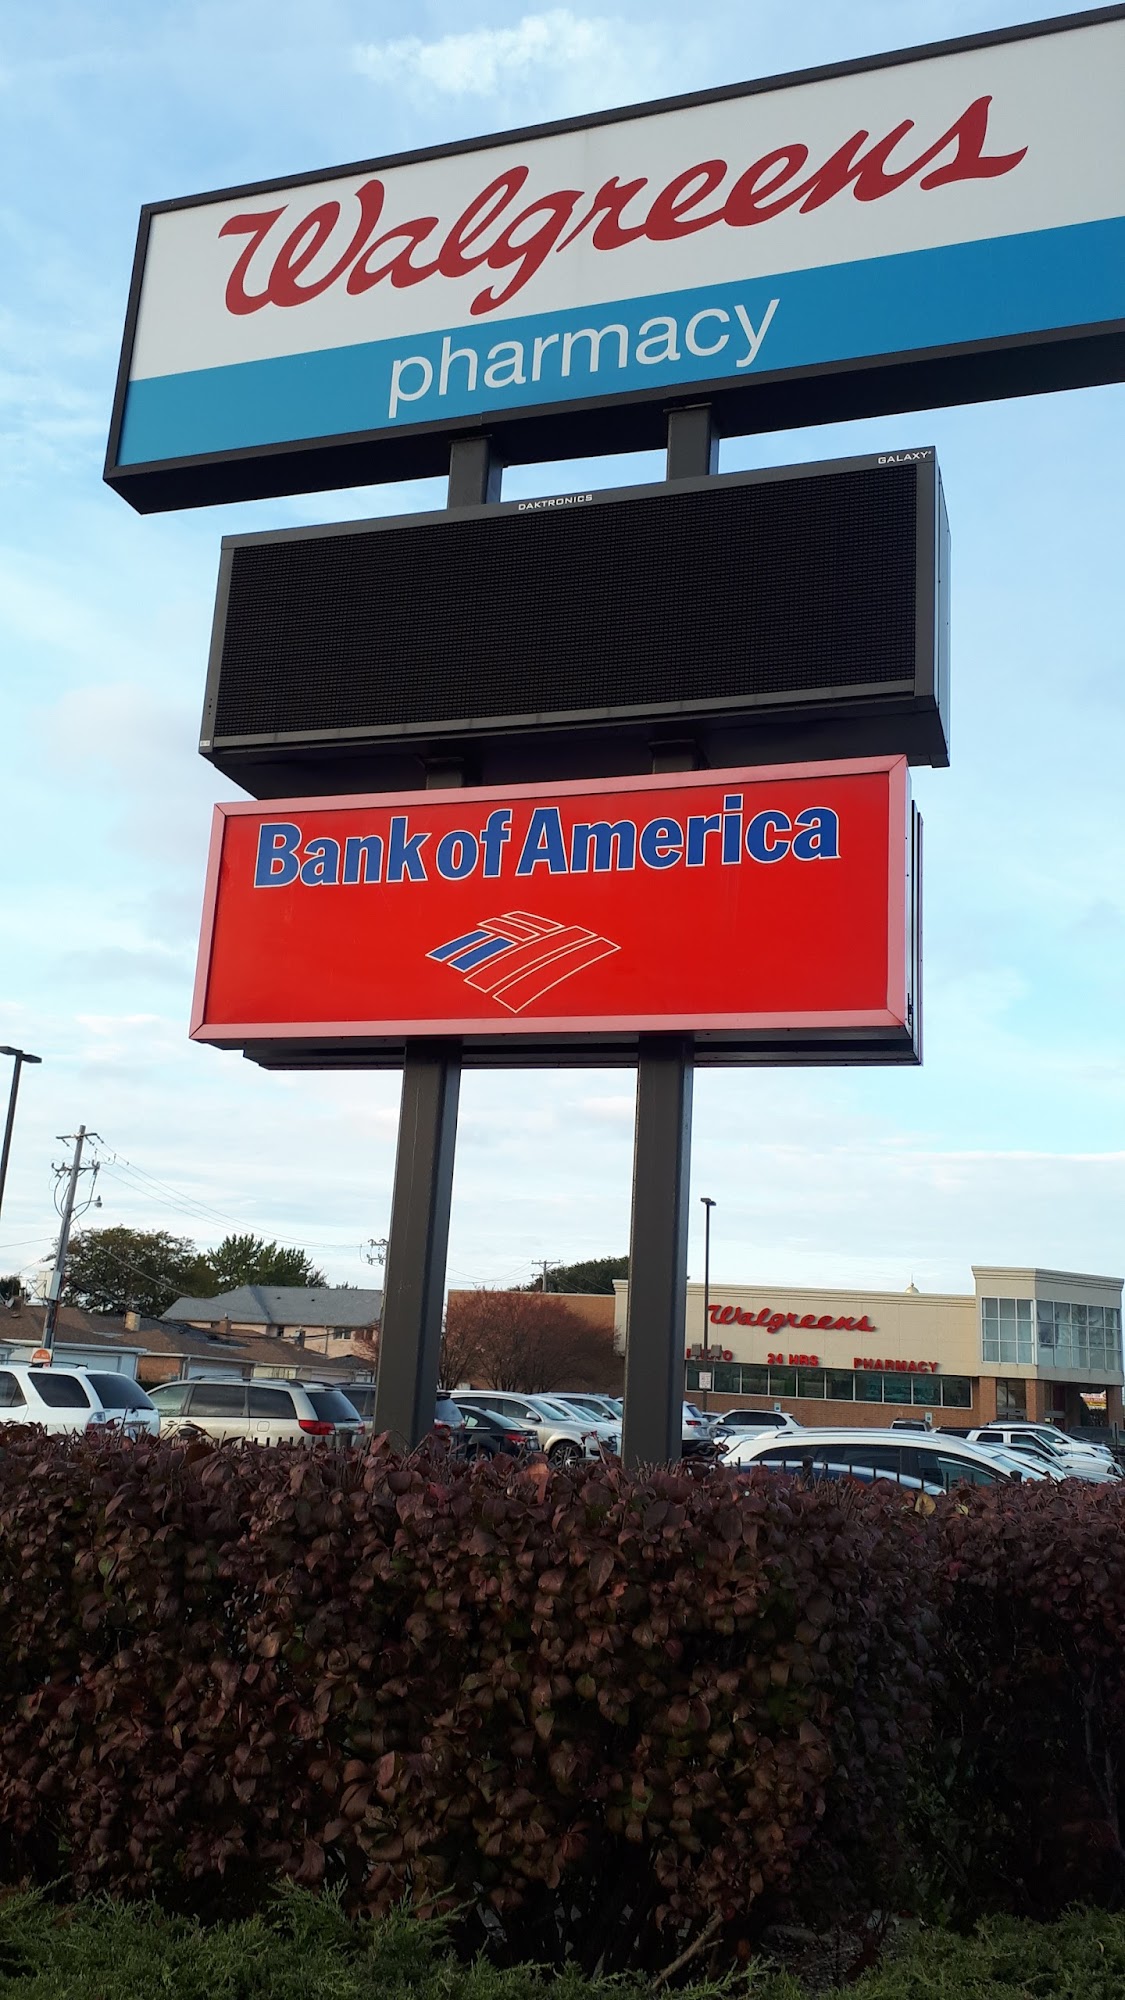 Walgreens
pharmacy
GALAXY
DAKTRONICS
Bank of America
Walgreens
24 HRS PHARMACY